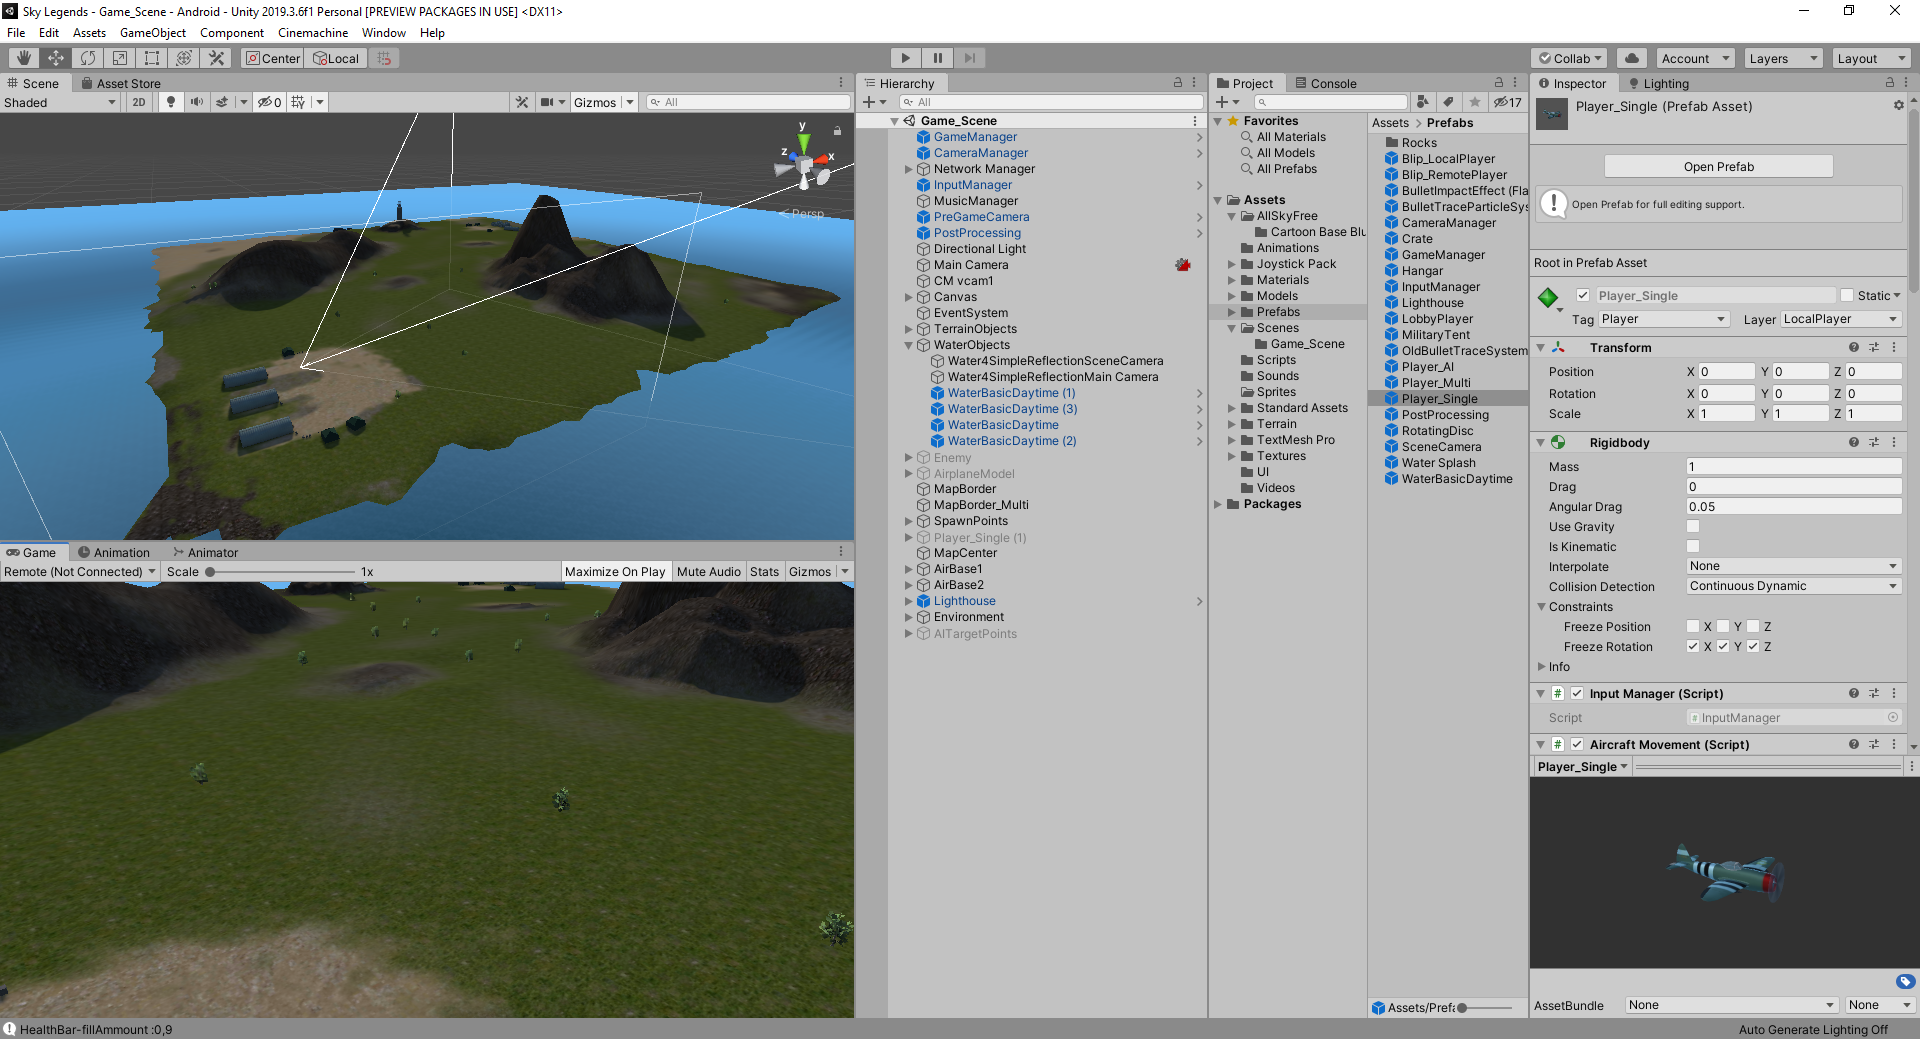 Sky Legends - Game_Scene - Android - Unity 2019.3.6f1 Personal [PREVIEW PACKAGES IN USE] <DX11>
File Edit Assets GameObject Component Cinemachine Window Help
Center Local Collab Account Layers Layout
Scene Asset Store
Shaded 2D 0 Gizmos All
y
z x
Persp
Game Animation Animator
Remote (Not Connected) Scale 1x Maximize On Play Mute Audio Stats Gizmos
Hierarchy
All
Game_Scene
GameManager
CameraManager
Network Manager
InputManager
MusicManager
PreGameCamera
PostProcessing
Directional Light
Main Camera
CM vcam1
Canvas
EventSystem
TerrainObjects
WaterObjects
Water4SimpleReflectionSceneCamera
Water4SimpleReflectionMain Camera
WaterBasicDaytime (1)
WaterBasicDaytime (3)
WaterBasicDaytime
WaterBasicDaytime (2)
Enemy
AirplaneModel
MapBorder
MapBorder_Multi
SpawnPoints
Player_Single (1)
MapCenter
AirBase1
AirBase2
Lighthouse
Environment
AITargetPoints
Project Console
17
Favorites
All Materials
All Models
All Prefabs
Assets
AllSkyFree
Cartoon Base Blu
Animations
Joystick Pack
Materials
Models
Prefabs
Scenes
Game_Scene
Scripts
Sounds
Sprites
Standard Assets
Terrain
TextMesh Pro
Textures
UI
Videos
Packages
Assets > Prefabs
Rocks
Blip_LocalPlayer
Blip_RemotePlayer
BulletImpactEffect (Fla
BulletTraceParticleSys
CameraManager
Crate
GameManager
Hangar
InputManager
Lighthouse
LobbyPlayer
MilitaryTent
OldBulletTraceSystem
Player_AI
Player_Multi
Player_Single
PostProcessing
RotatingDisc
SceneCamera
Water Splash
WaterBasicDaytime
Assets/Prefa
Inspector Lighting
Player_Single (Prefab Asset)
Open Prefab
Open Prefab for full editing support.
Root in Prefab Asset
Player_Single Static
Tag Player Layer LocalPlayer
Transform
Position X 0 Y 0 Z 0
Rotation X 0 Y 0 Z 0
Scale X 1 Y 1 Z 1
Rigidbody
Mass 1
Drag 0
Angular Drag 0.05
Use Gravity
Is Kinematic
Interpolate None
Collision Detection Continuous Dynamic
Constraints
Freeze Position X Y Z
Freeze Rotation X Y Z
Info
# Input Manager (Script)
Script # InputManager
# Aircraft Movement (Script)
Player_Single
AssetBundle None None
HealthBar-fillAmmount :0,9
Auto Generate Lighting Off